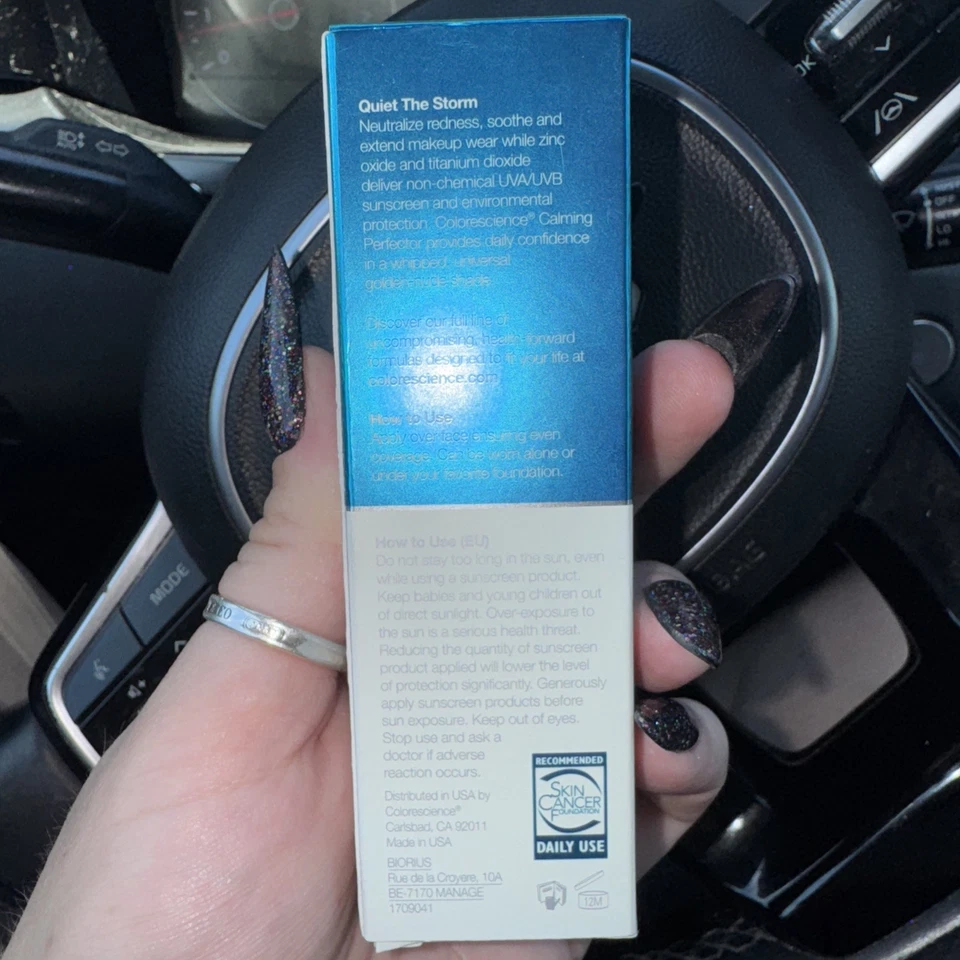 Quiet The Storm
Neutralize redness, soothe and
extend makeup wear while zinc
oxide and titanium dioxide
deliver non-chemical UVA/UVB
sunscreen and environmental
protection. Colorescience® Calming
Perfector provides daily confidence
in a whipped, universal
golden-nude shade.
Discover our full line of
uncompromising, health-forward
formulas designed to fit your life at
colorescience.com
How to Use
Apply over face ensuring even
coverage. Can be worn alone or
under your favorite foundation.
How to Use (EU)
Do not stay too long in the sun, even
while using a sunscreen product.
Keep babies and young children out
of direct sunlight. Over-exposure to
the sun is a serious health threat.
Reducing the quantity of sunscreen
product applied will lower the level
of protection significantly. Generously
apply sunscreen products before
sun exposure. Keep out of eyes.
Stop use and ask a
doctor if adverse
reaction occurs.
Distributed in USA by
Colorescience®
Carlsbad, CA 92011
Made in USA
BIORIUS
Rue de la Croyere, 10A
BE-7170 MANAGE
1709041
RECOMMENDED
SKIN
CANCER
FOUNDATION
DAILY USE
12M
MODE
OK
AUTO
OFF
LO
HI